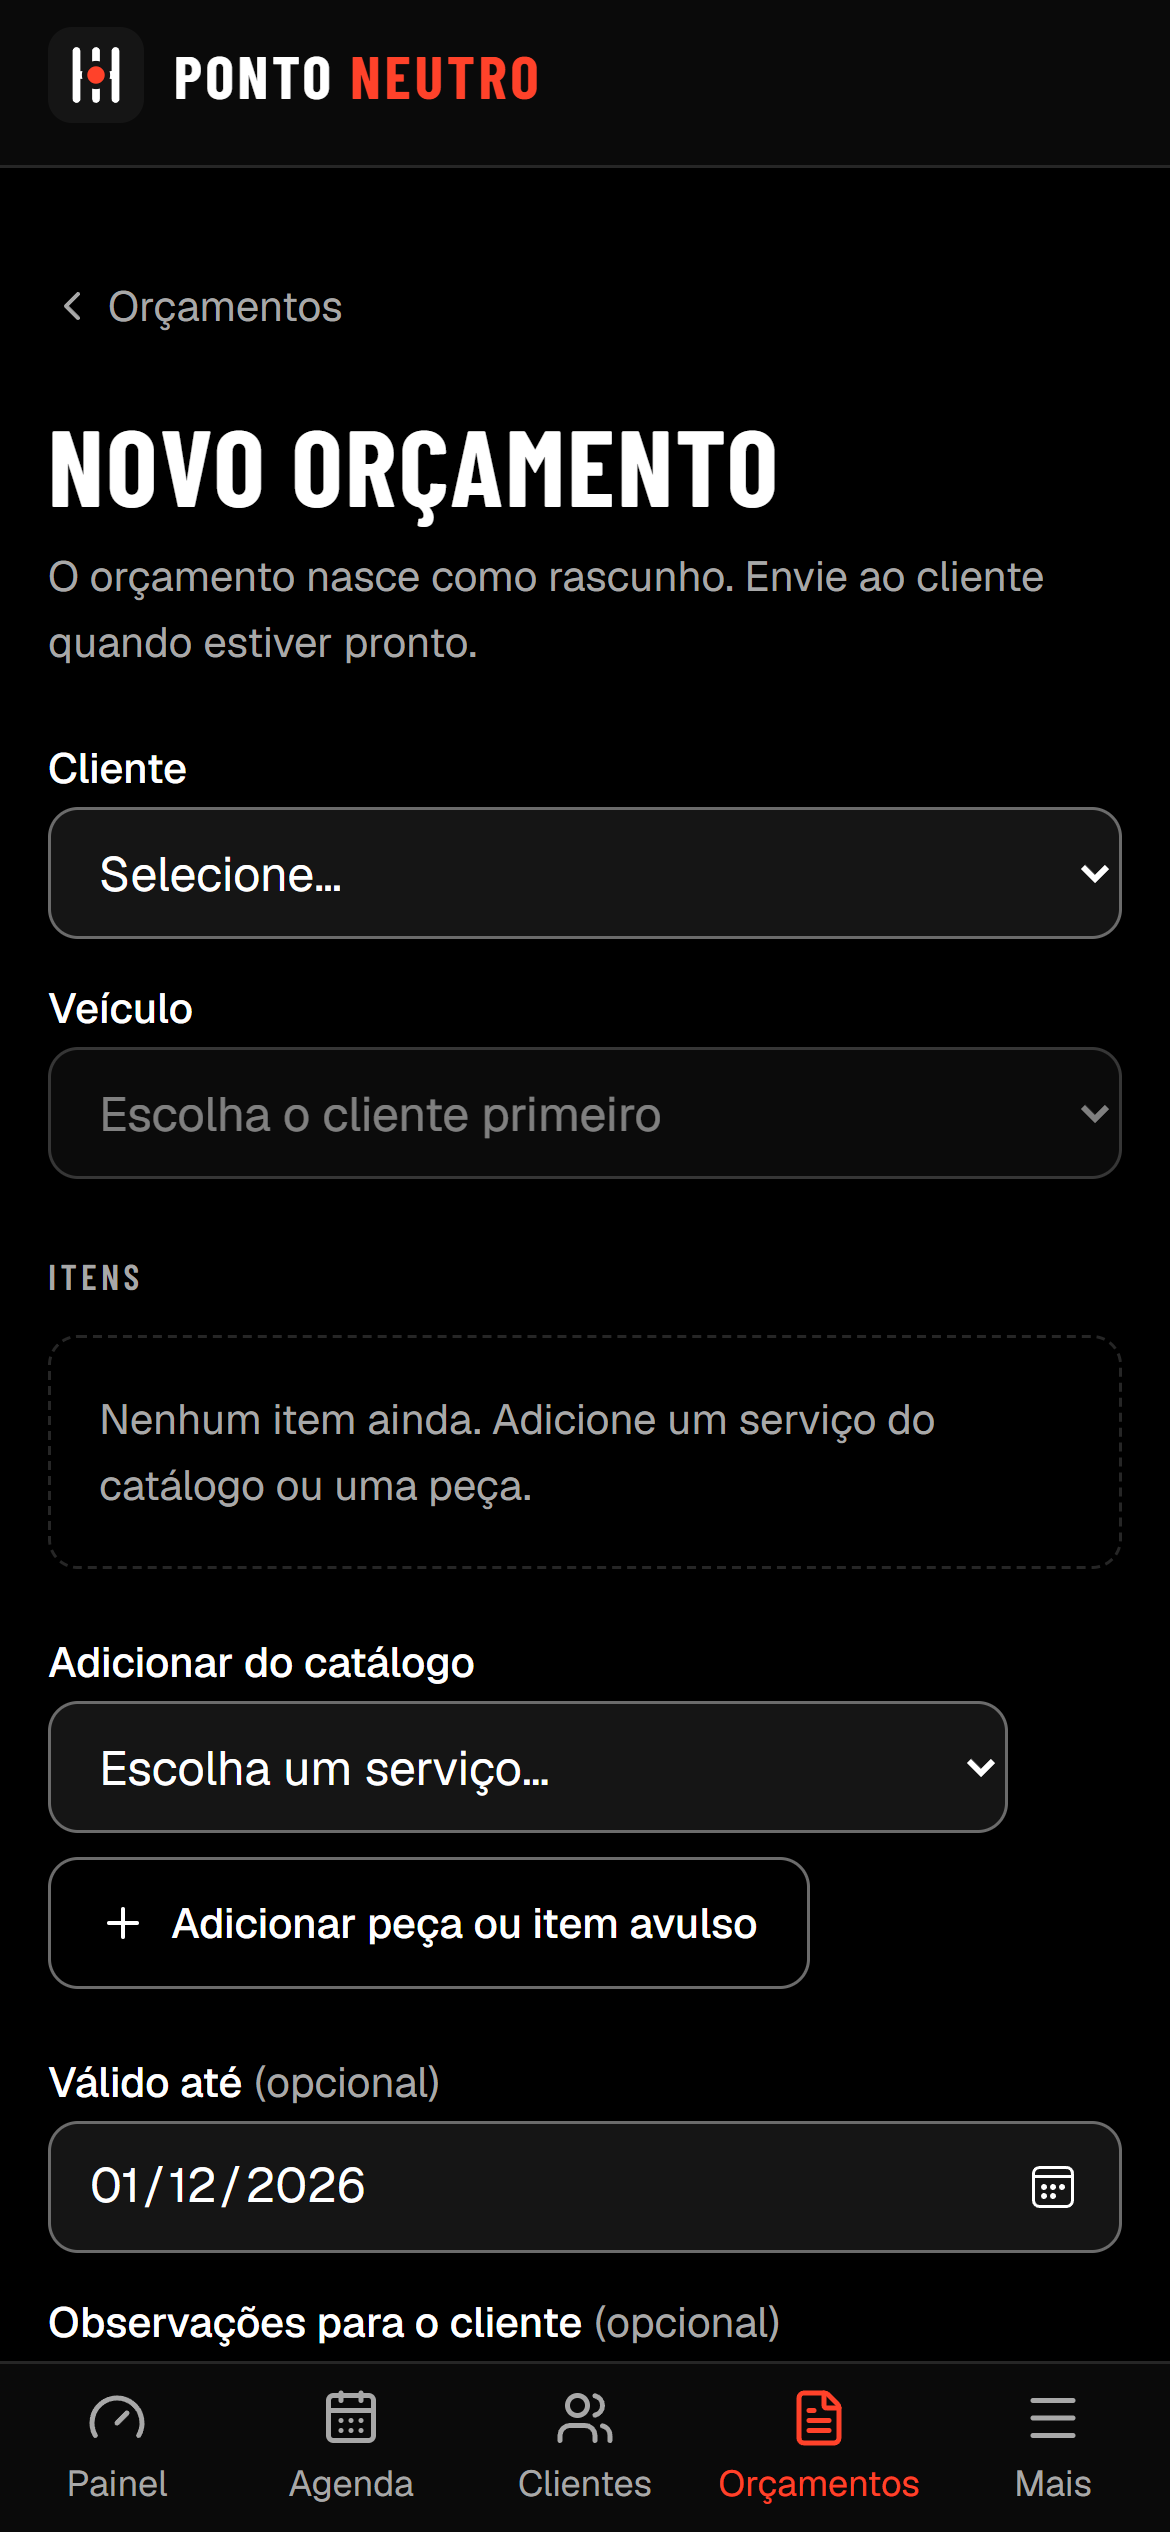 PONTO NEUTRO
Orçamentos
NOVO ORÇAMENTO
O orçamento nasce como rascunho. Envie ao cliente
quando estiver pronto.
Cliente
Selecione...
Veículo
Escolha o cliente primeiro
ITENS
Nenhum item ainda. Adicione um serviço do
catálogo ou uma peça.
Adicionar do catálogo
Escolha um serviço...
Adicionar peça ou item avulso
Válido até (opcional)
01/12/2026
Observações para o cliente (opcional)
Painel
Agenda
Clientes
Orçamentos
Mais